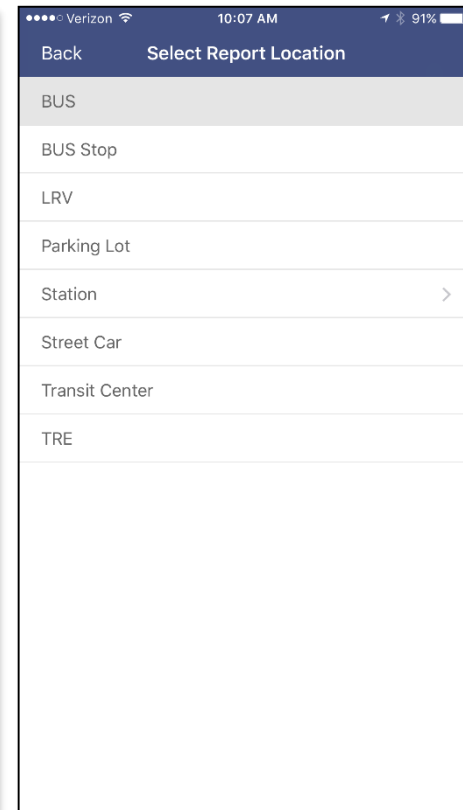 Verizon 10:07 AM 91%
Back Select Report Location
BUS
BUS Stop
LRV
Parking Lot
Station
Street Car
Transit Center
TRE